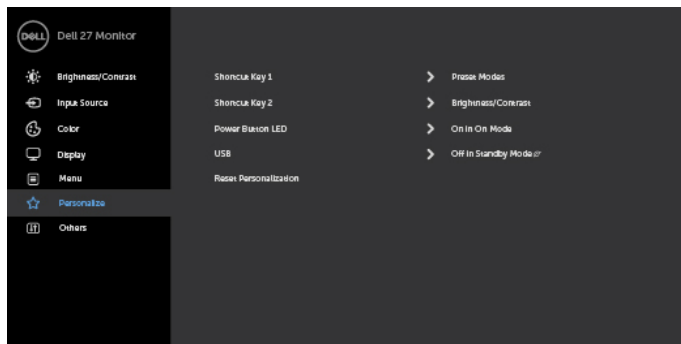 DELL Dell 27 Monitor
Brightness/Contrast
Input Source
Color
Display
Menu
Personalize
Others
Shortcut Key 1 Preset Modes
Shortcut Key 2 Brightness/Contrast
Power Button LED On in On Mode
USB Off in Standby Mode
Reset Personalization